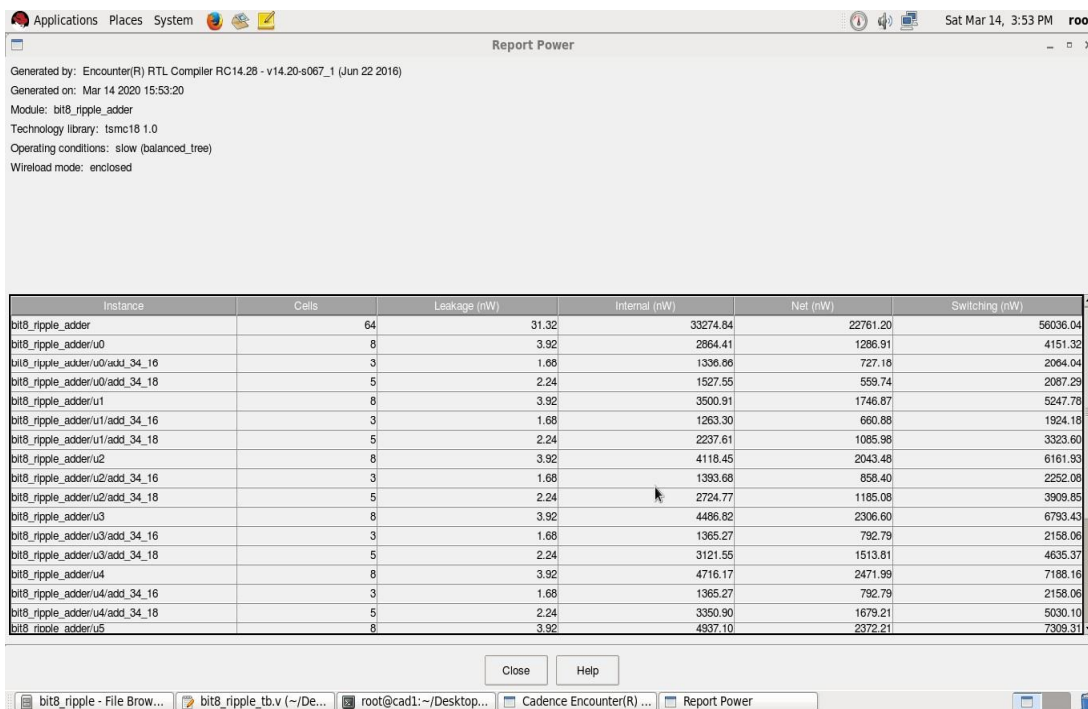 Applications Places System Sat Mar 14, 3:53 PM roo
Report Power
Generated by: Encounter(R) RTL Compiler RC14.28 - v14.20-s067_1 (Jun 22 2016)
Generated on: Mar 14 2020 15:53:20
Module: bit8_ripple_adder
Technology library: tsmc18 1.0
Operating conditions: slow (balanced_tree)
Wireload mode: enclosed
Instance Cells Leakage (nW) Internal (nW) Net (nW) Switching (nW)
bit8_ripple_adder 64 31.32 33274.84 22761.20 56036.04
bit8_ripple_adder/u0 8 3.92 2864.41 1286.91 4151.32
bit8_ripple_adder/u0/add_34_16 3 1.68 1336.86 727.18 2064.04
bit8_ripple_adder/u0/add_34_18 5 2.24 1527.55 559.74 2087.29
bit8_ripple_adder/u1 8 3.92 3500.91 1746.87 5247.78
bit8_ripple_adder/u1/add_34_16 3 1.68 1263.30 660.88 1924.18
bit8_ripple_adder/u1/add_34_18 5 2.24 2237.61 1085.98 3323.60
bit8_ripple_adder/u2 8 3.92 4118.45 2043.48 6161.93
bit8_ripple_adder/u2/add_34_16 3 1.68 1393.68 858.40 2252.08
bit8_ripple_adder/u2/add_34_18 5 2.24 2724.77 1185.08 3909.85
bit8_ripple_adder/u3 8 3.92 4486.82 2306.60 6793.43
bit8_ripple_adder/u3/add_34_16 3 1.68 1365.27 792.79 2158.06
bit8_ripple_adder/u3/add_34_18 5 2.24 3121.55 1513.81 4635.37
bit8_ripple_adder/u4 8 3.92 4716.17 2471.99 7188.16
bit8_ripple_adder/u4/add_34_16 3 1.68 1365.27 792.79 2158.06
bit8_ripple_adder/u4/add_34_18 5 2.24 3350.90 1679.21 5030.10
bit8_ripple_adder/u5 8 3.92 4937.10 2372.21 7309.31
Close Help
bit8_ripple - File Brow... bit8_ripple_tb.v (~/De... root@cad1:~/Desktop... Cadence Encounter(R) ... Report Power